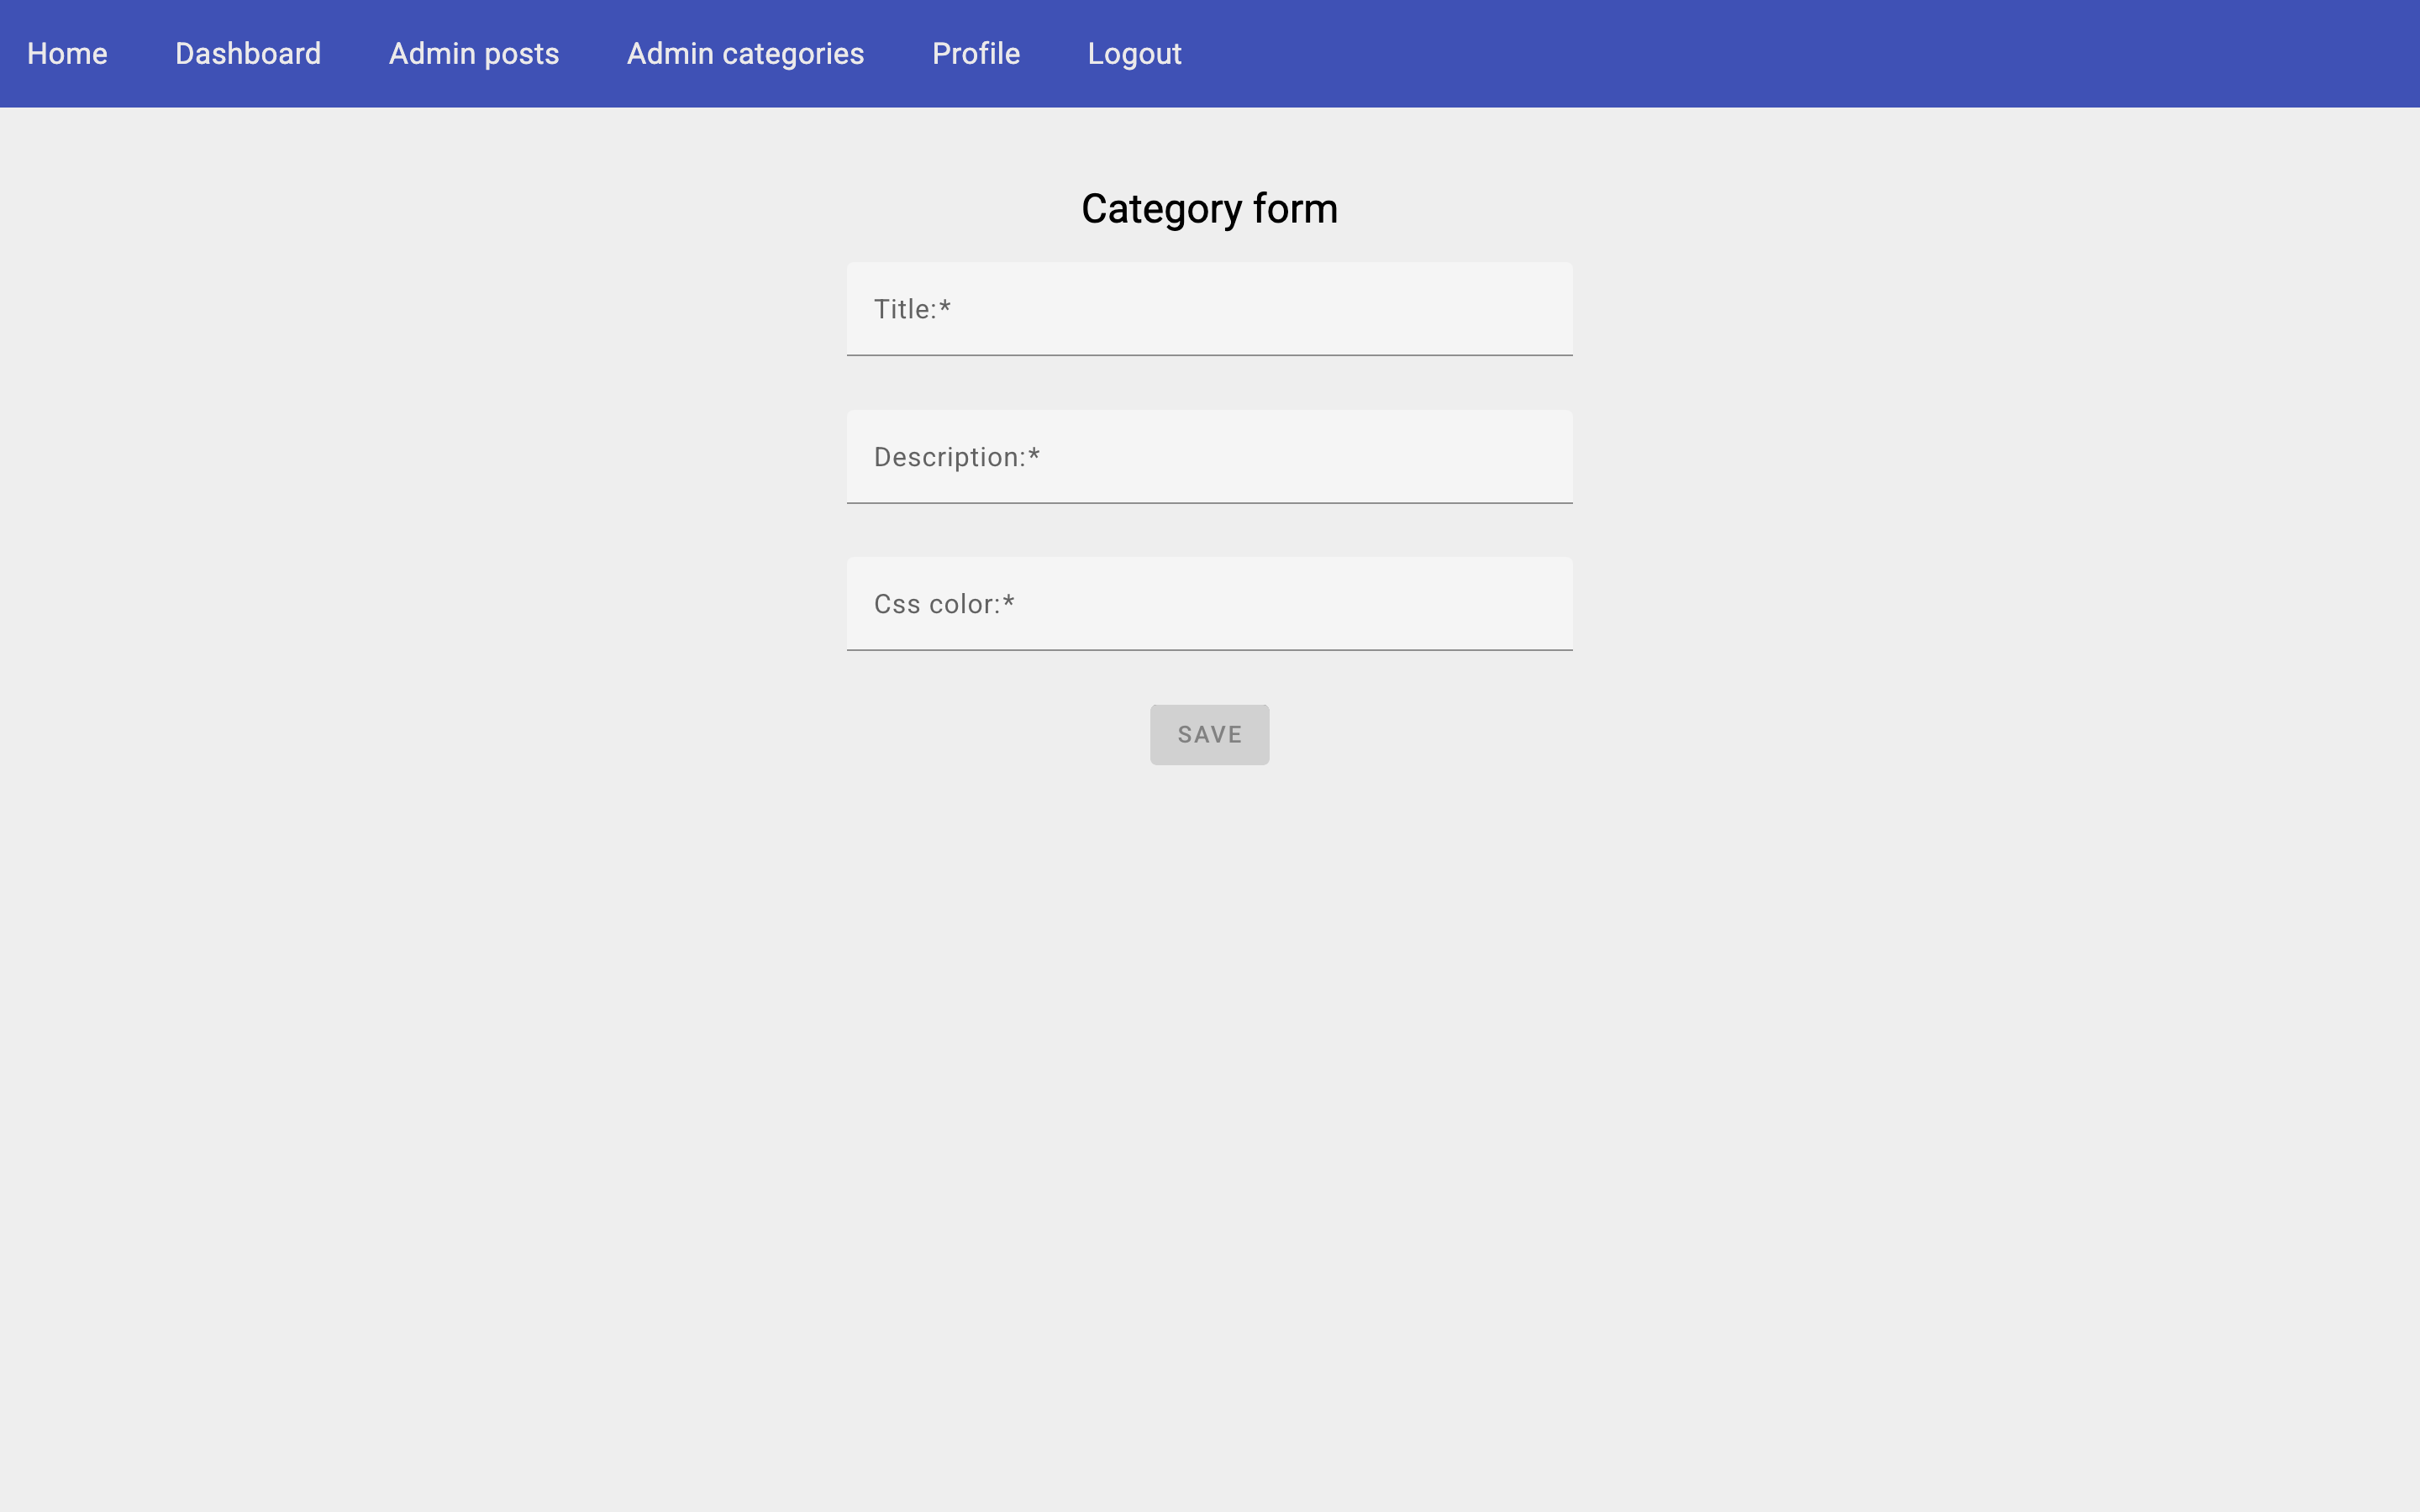 Home Dashboard Admin posts Admin categories Profile Logout
Category form
Title:*
Description:*
Css color:*
SAVE